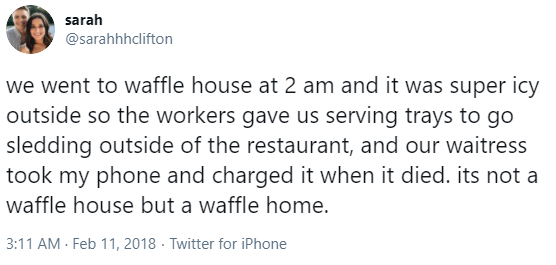 sarah
@sarahhhclifton
we went to waffle house at 2 am and it was super icy
outside so the workers gave us serving trays to go
sledding outside of the restaurant, and our waitress
took my phone and charged it when it died. its not a
waffle house but a waffle home.
3:11 AM · Feb 11, 2018 · Twitter for iPhone